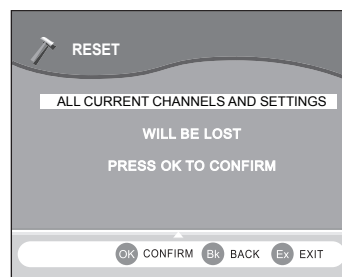 RESET
ALL CURRENT CHANNELS AND SETTINGS
WILL BE LOST
PRESS OK TO CONFIRM
OK CONFIRM Bk BACK Ex EXIT